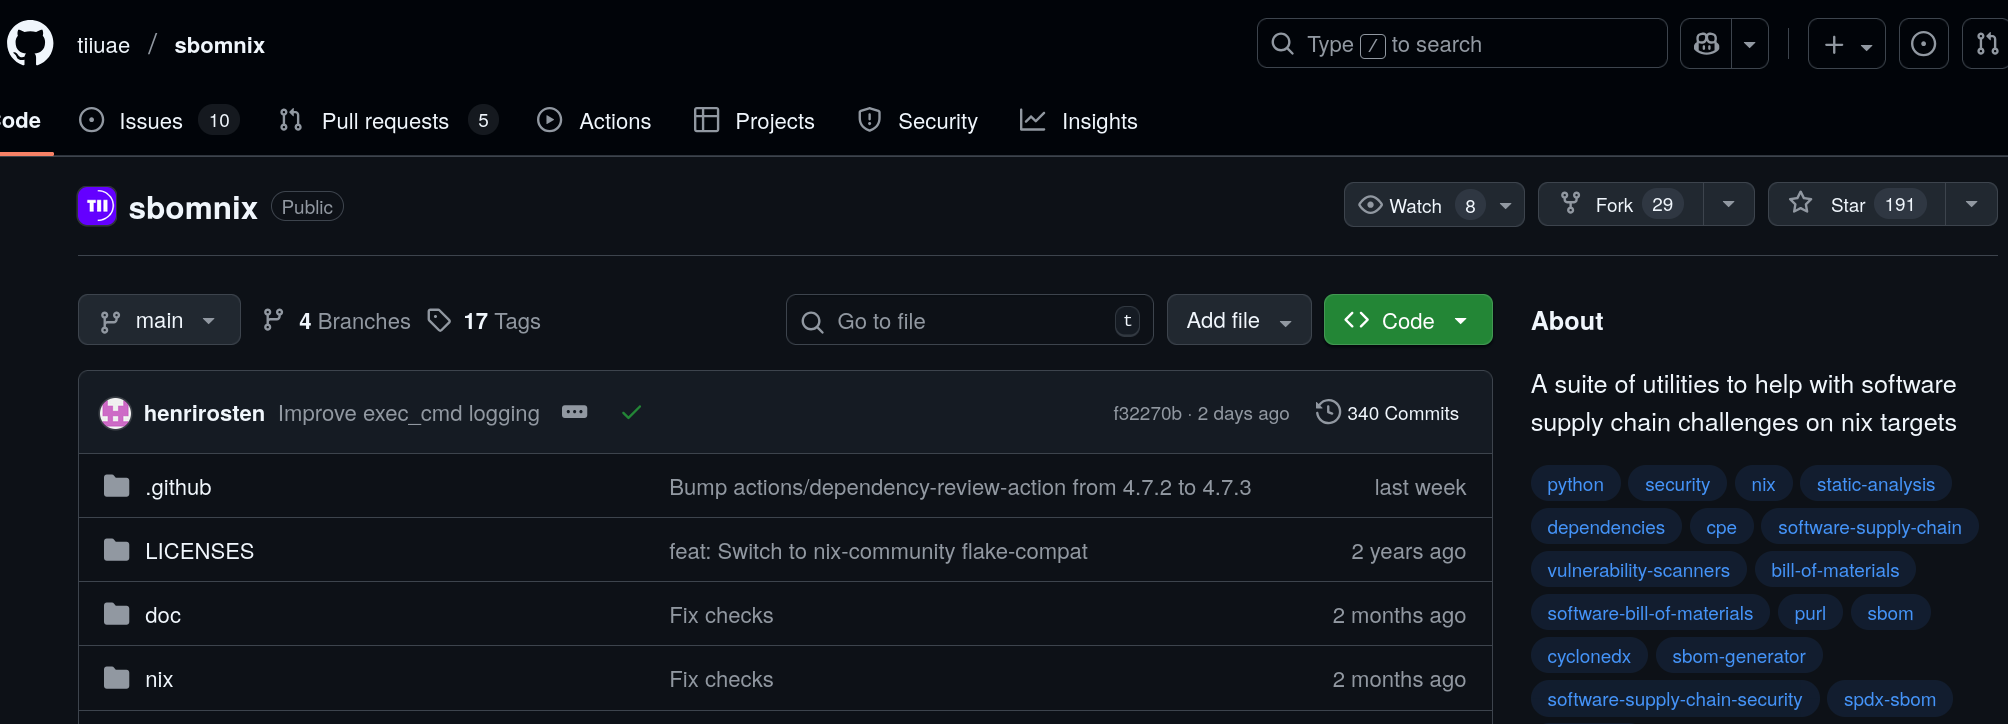 tiiuae / sbomnix
Type / to search
ode Issues 10 Pull requests 5 Actions Projects Security Insights
TII sbomnix Public
Watch 8 Fork 29 Star 191
main 4 Branches 17 Tags Go to file t Add file Code
henrirosten Improve exec_cmd logging f32270b · 2 days ago 340 Commits
.github Bump actions/dependency-review-action from 4.7.2 to 4.7.3 last week
LICENSES feat: Switch to nix-community flake-compat 2 years ago
doc Fix checks 2 months ago
nix Fix checks 2 months ago
About
A suite of utilities to help with software
supply chain challenges on nix targets
python security nix static-analysis
dependencies cpe software-supply-chain
vulnerability-scanners bill-of-materials
software-bill-of-materials purl sbom
cyclonedx sbom-generator
software-supply-chain-security spdx-sbom